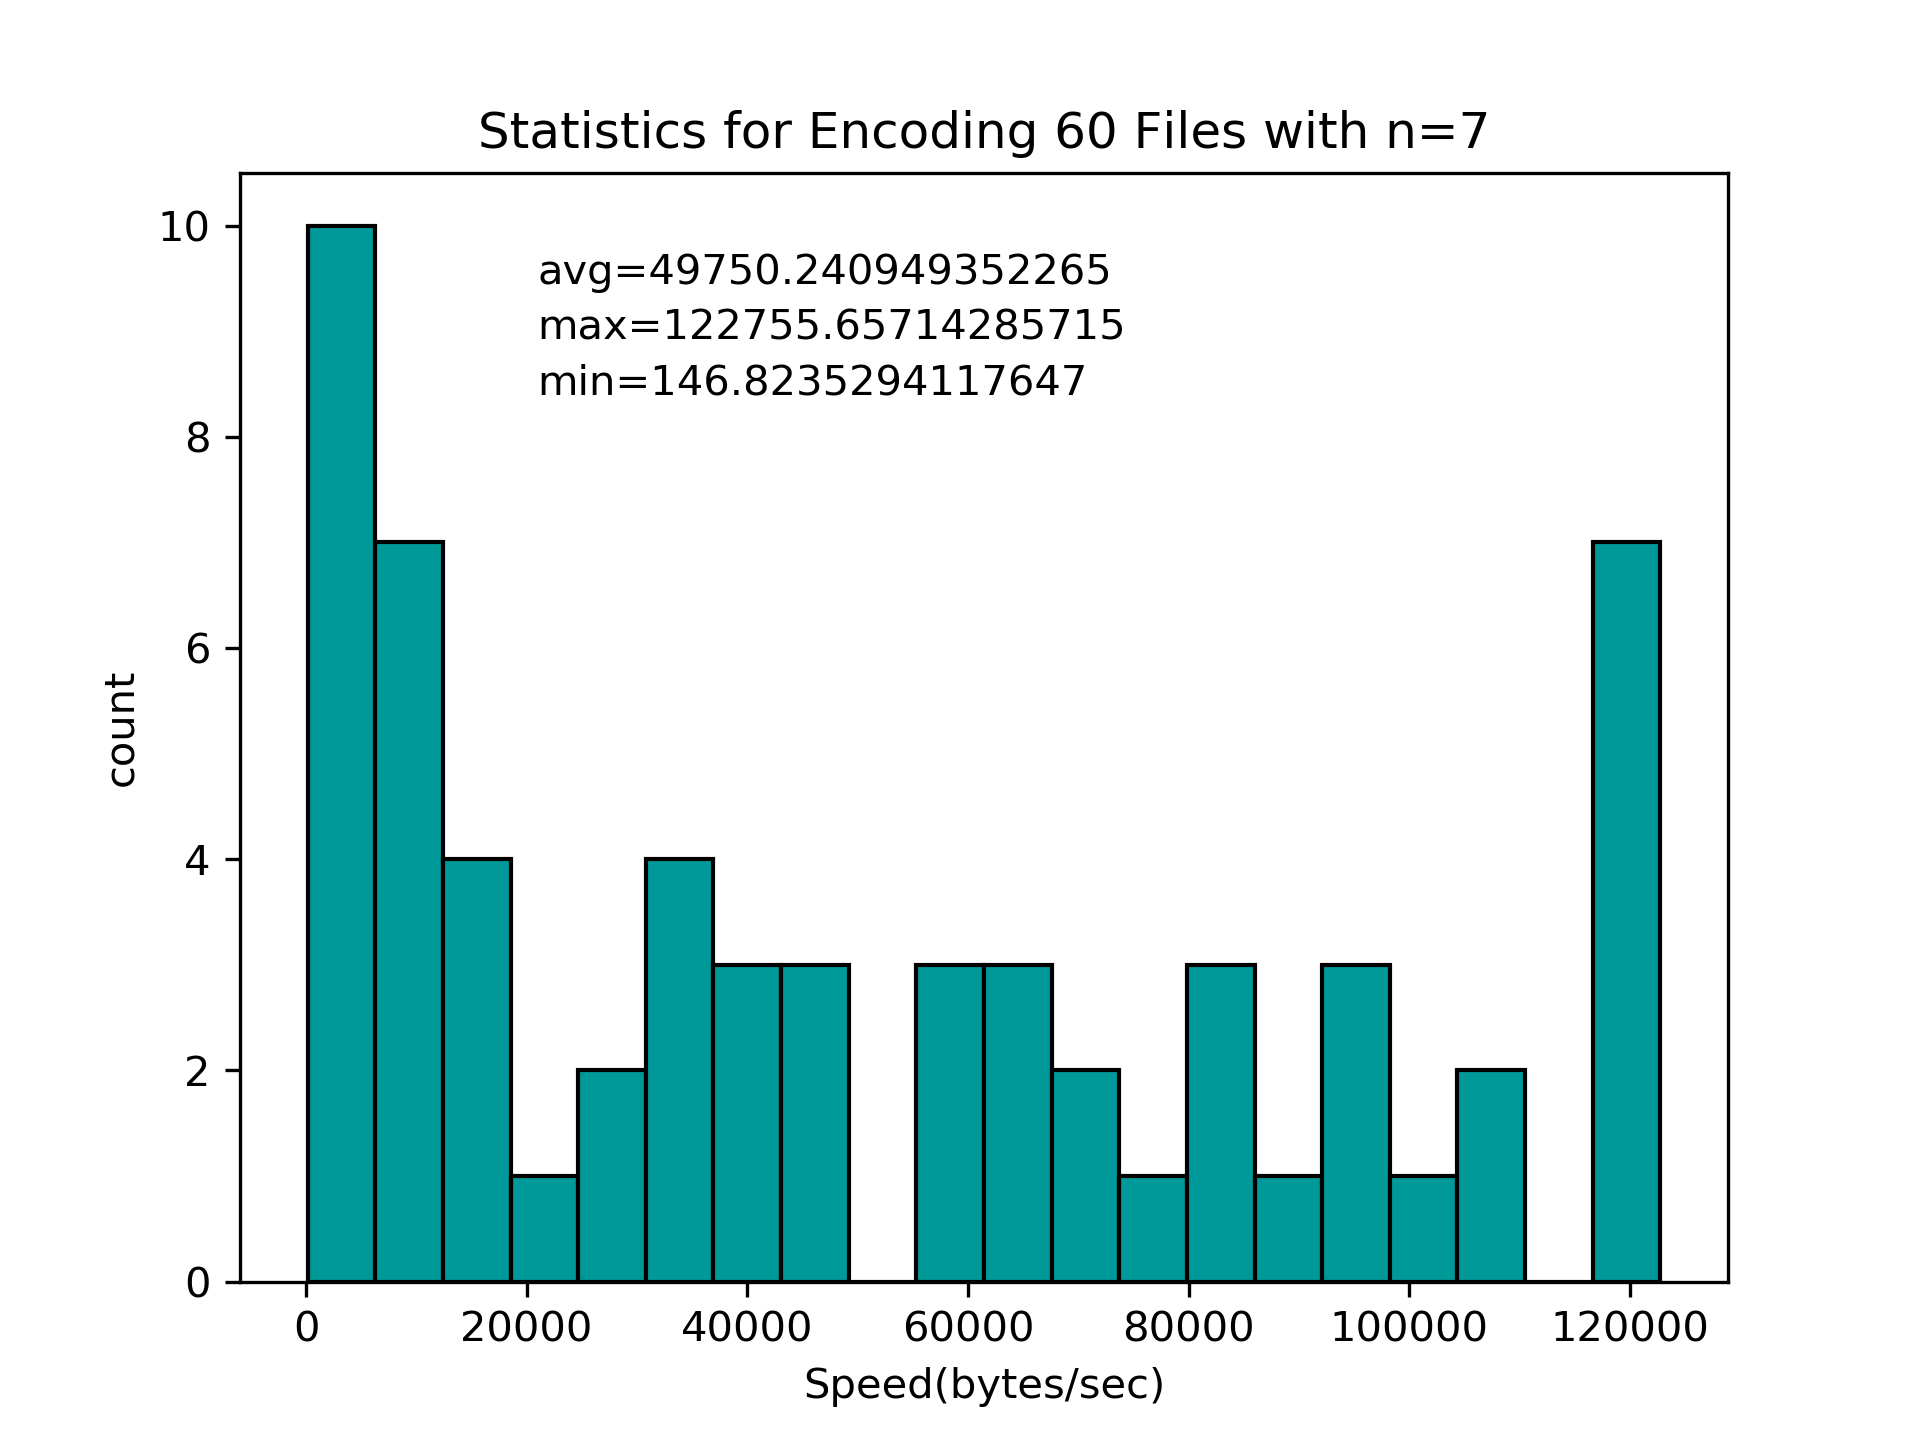 Statistics for Encoding 60 Files with n=7
avg=49750.240949352265
max=122755.65714285715
min=146.8235294117647
10
8
6
4
2
0
count
0 20000 40000 60000 80000 100000 120000
Speed(bytes/sec)